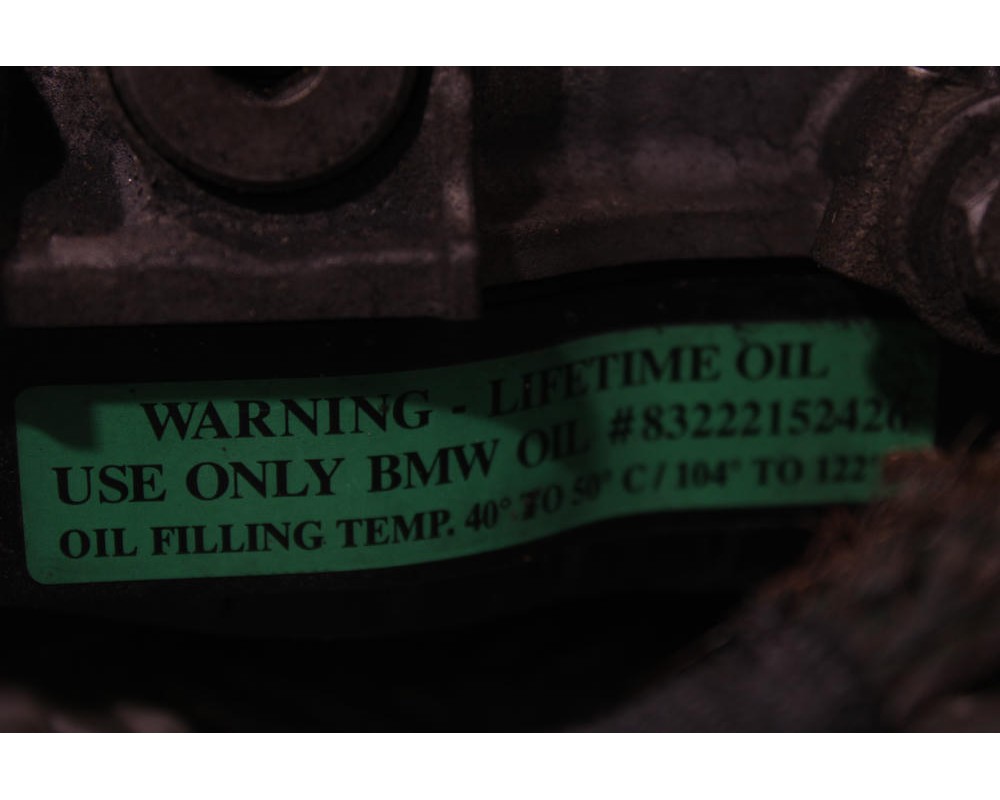 WARNING - LIFETIME OIL
USE ONLY BMW OIL #83222152426
OIL FILLING TEMP. 40° TO 50° C / 104° TO 122°